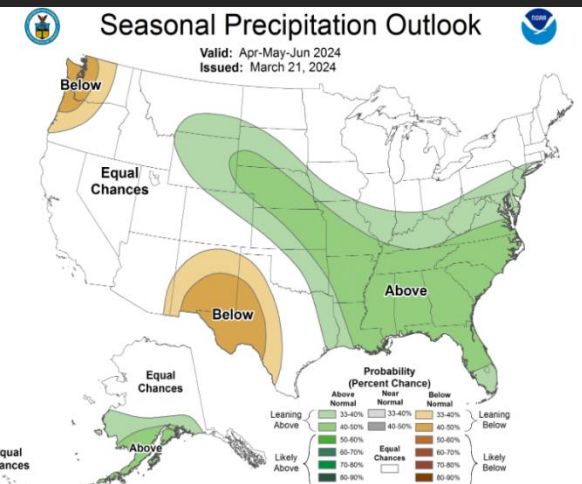 Seasonal Precipitation Outlook
NOAA
Valid: Apr-May-Jun 2024
Issued: March 21, 2024
Below
Equal
Chances
Above
Below
Equal
Chances
Above
qual
ances
Probability
(Percent Chance)
Above
Normal
Near
Normal
Below
Normal
Leaning
Above
33-40%
33-40%
33-40%
Leaning
Below
40-50%
40-50%
40-50%
Likely
Above
50-60%
60-70%
70-80%
80-90%
Equal
Chances
50-60%
60-70%
70-80%
80-90%
Likely
Below